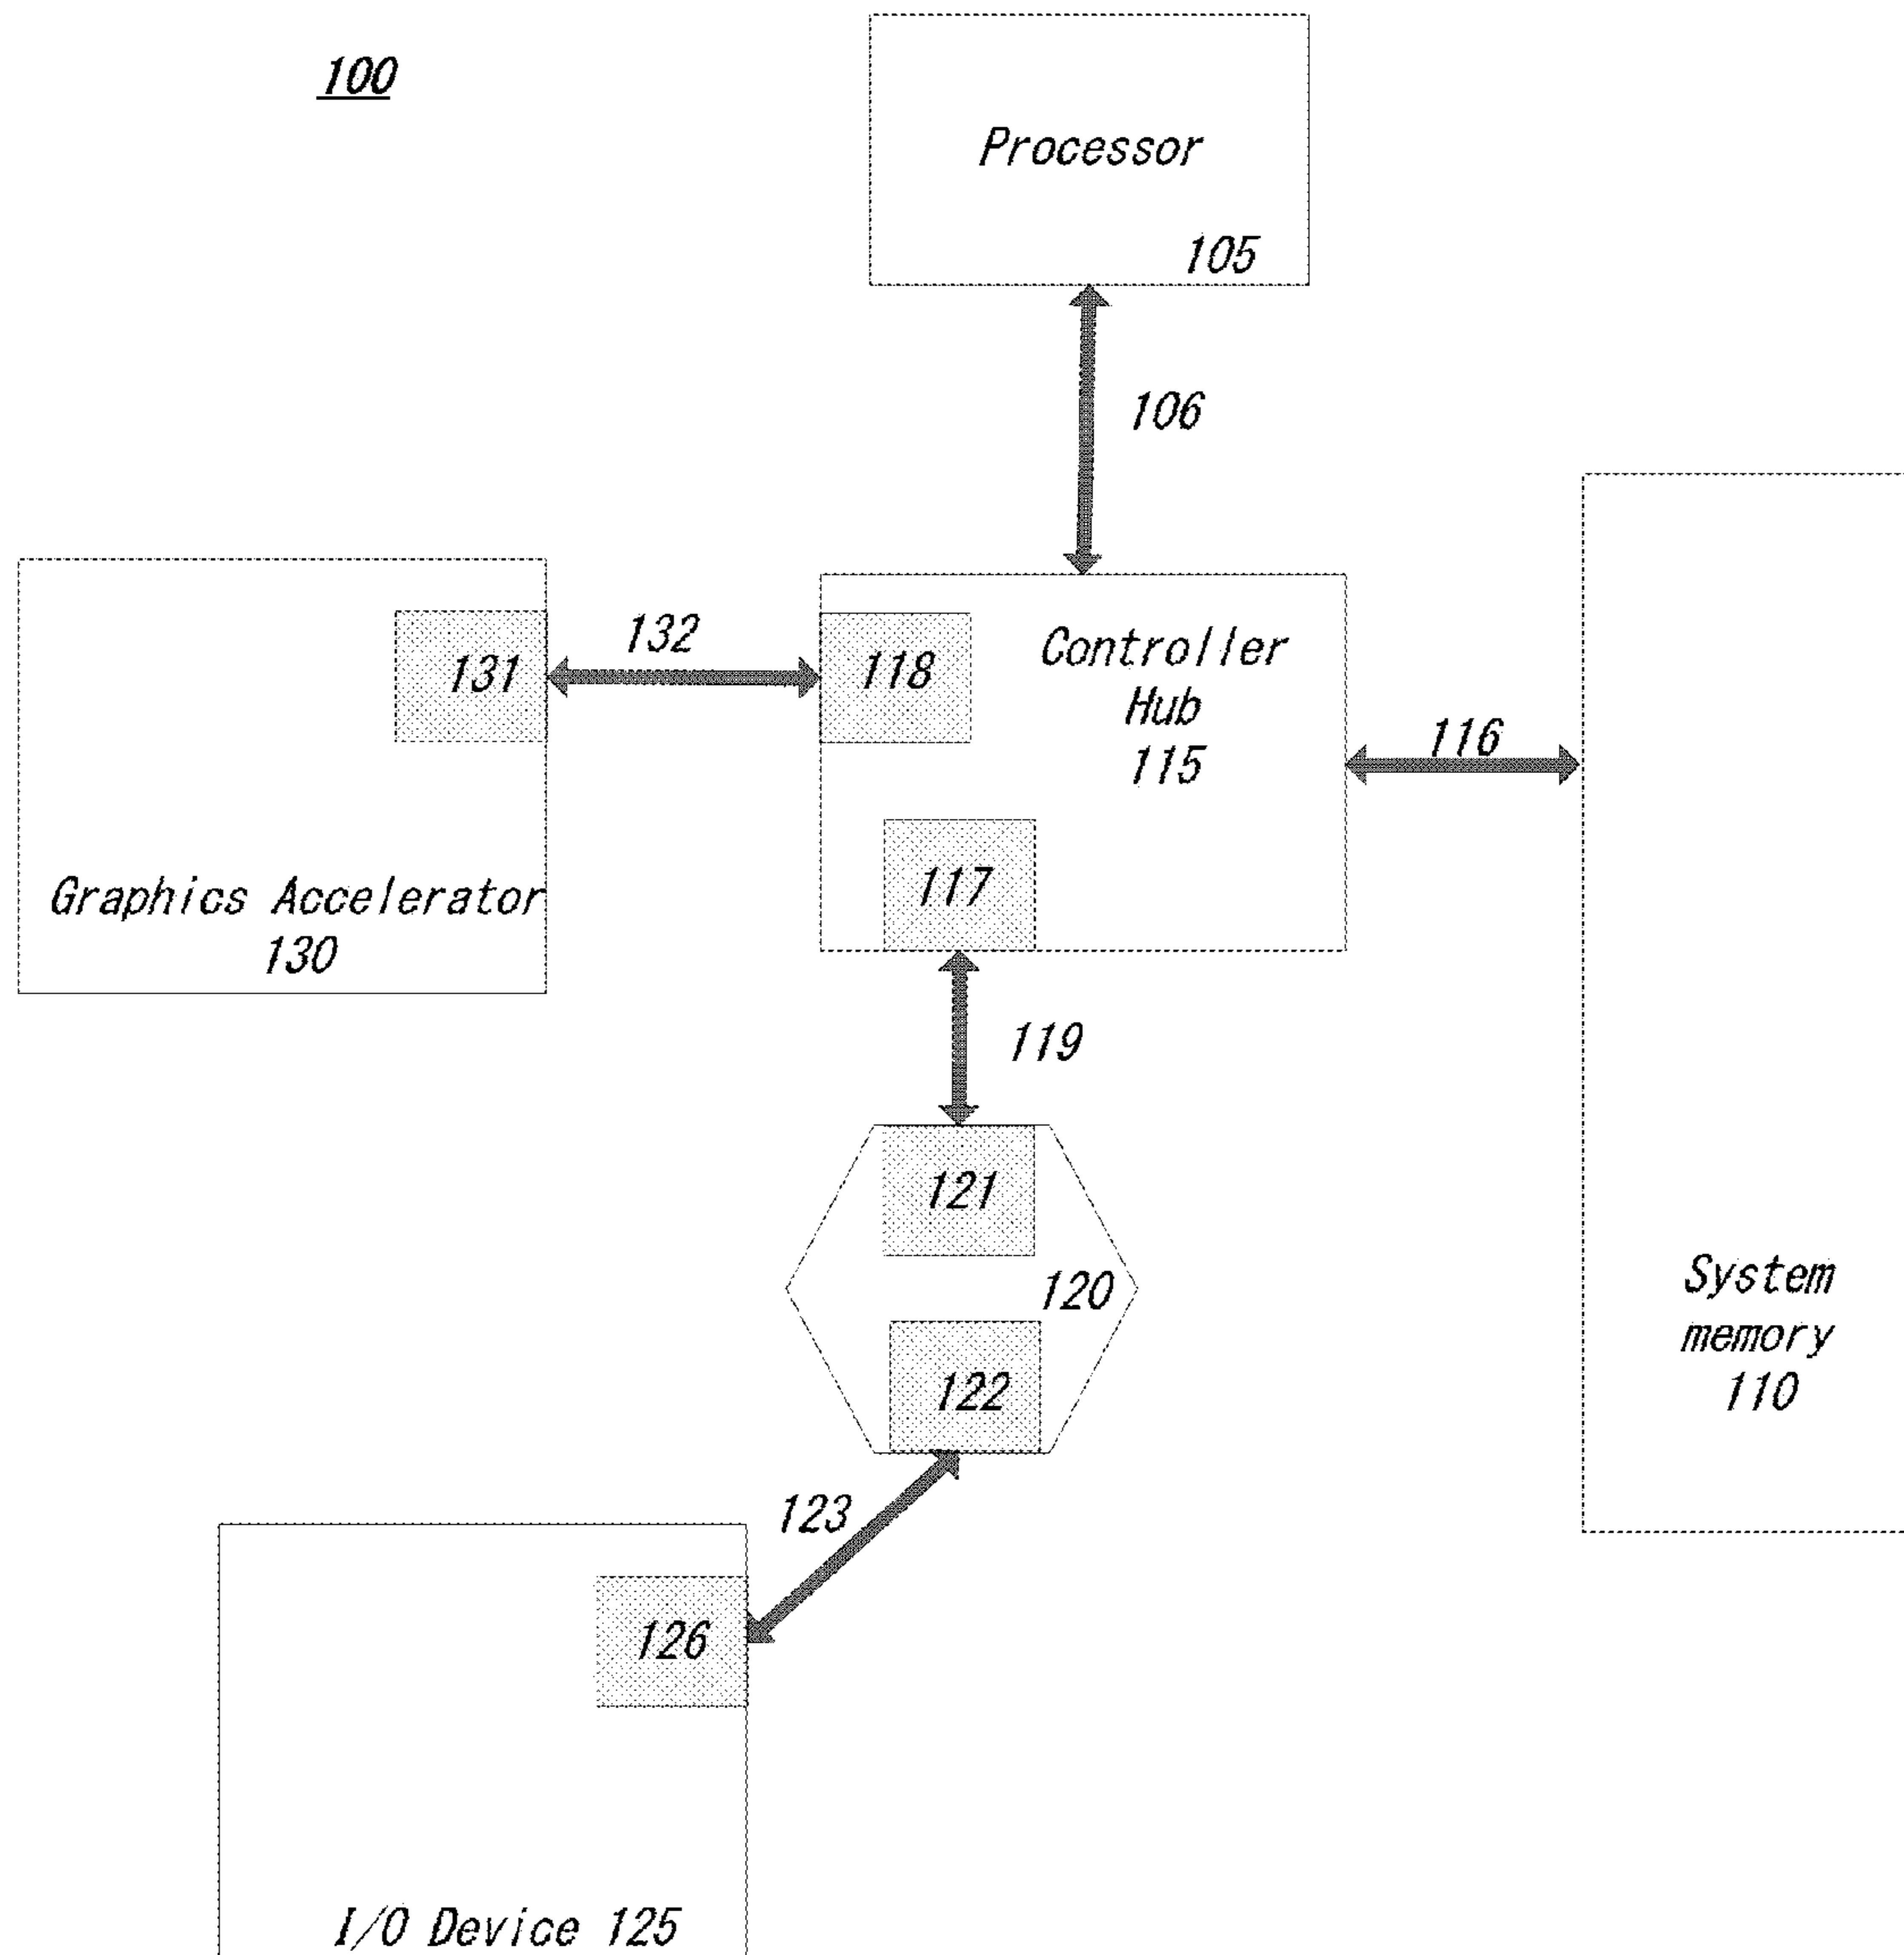 100
Processor
105
106
132
131
118
Controller
Hub
115
116
117
Graphics Accelerator
130
119
121
120
122
System
memory
110
123
126
I/O Device 125